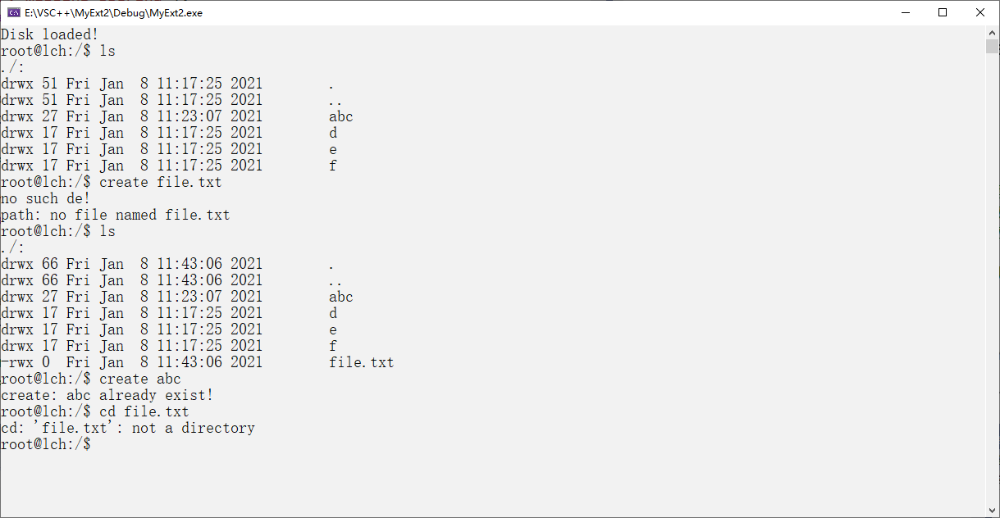 E:\VSC++\MyExt2\Debug\MyExt2.exe
Disk loaded!
root@lch:/$ ls
./:
drwx 51 Fri Jan  8 11:17:25 2021        .
drwx 51 Fri Jan  8 11:17:25 2021        ..
drwx 27 Fri Jan  8 11:23:07 2021        abc
drwx 17 Fri Jan  8 11:17:25 2021        d
drwx 17 Fri Jan  8 11:17:25 2021        e
drwx 17 Fri Jan  8 11:17:25 2021        f
root@lch:/$ create file.txt
no such de!
path: no file named file.txt
root@lch:/$ ls
./:
drwx 66 Fri Jan  8 11:43:06 2021        .
drwx 66 Fri Jan  8 11:43:06 2021        ..
drwx 27 Fri Jan  8 11:23:07 2021        abc
drwx 17 Fri Jan  8 11:17:25 2021        d
drwx 17 Fri Jan  8 11:17:25 2021        e
drwx 17 Fri Jan  8 11:17:25 2021        f
-rwx 0  Fri Jan  8 11:43:06 2021        file.txt
root@lch:/$ create abc
create: abc already exist!
root@lch:/$ cd file.txt
cd: 'file.txt': not a directory
root@lch:/$